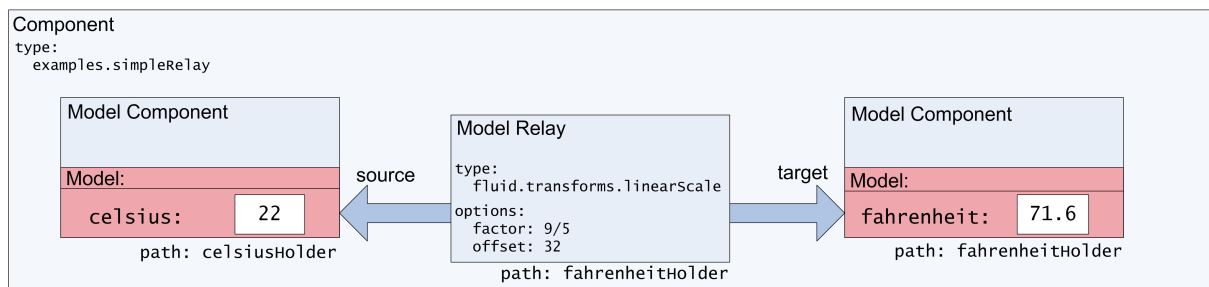 Component
type:
examples.simpleRelay
Model Component
Model:
celsius: 22
path: celsiusHolder
source
Model Relay
type:
fluid.transforms.linearScale
options:
factor: 9/5
offset: 32
path: fahrenheitHolder
target
Model Component
Model:
fahrenheit: 71.6
path: fahrenheitHolder